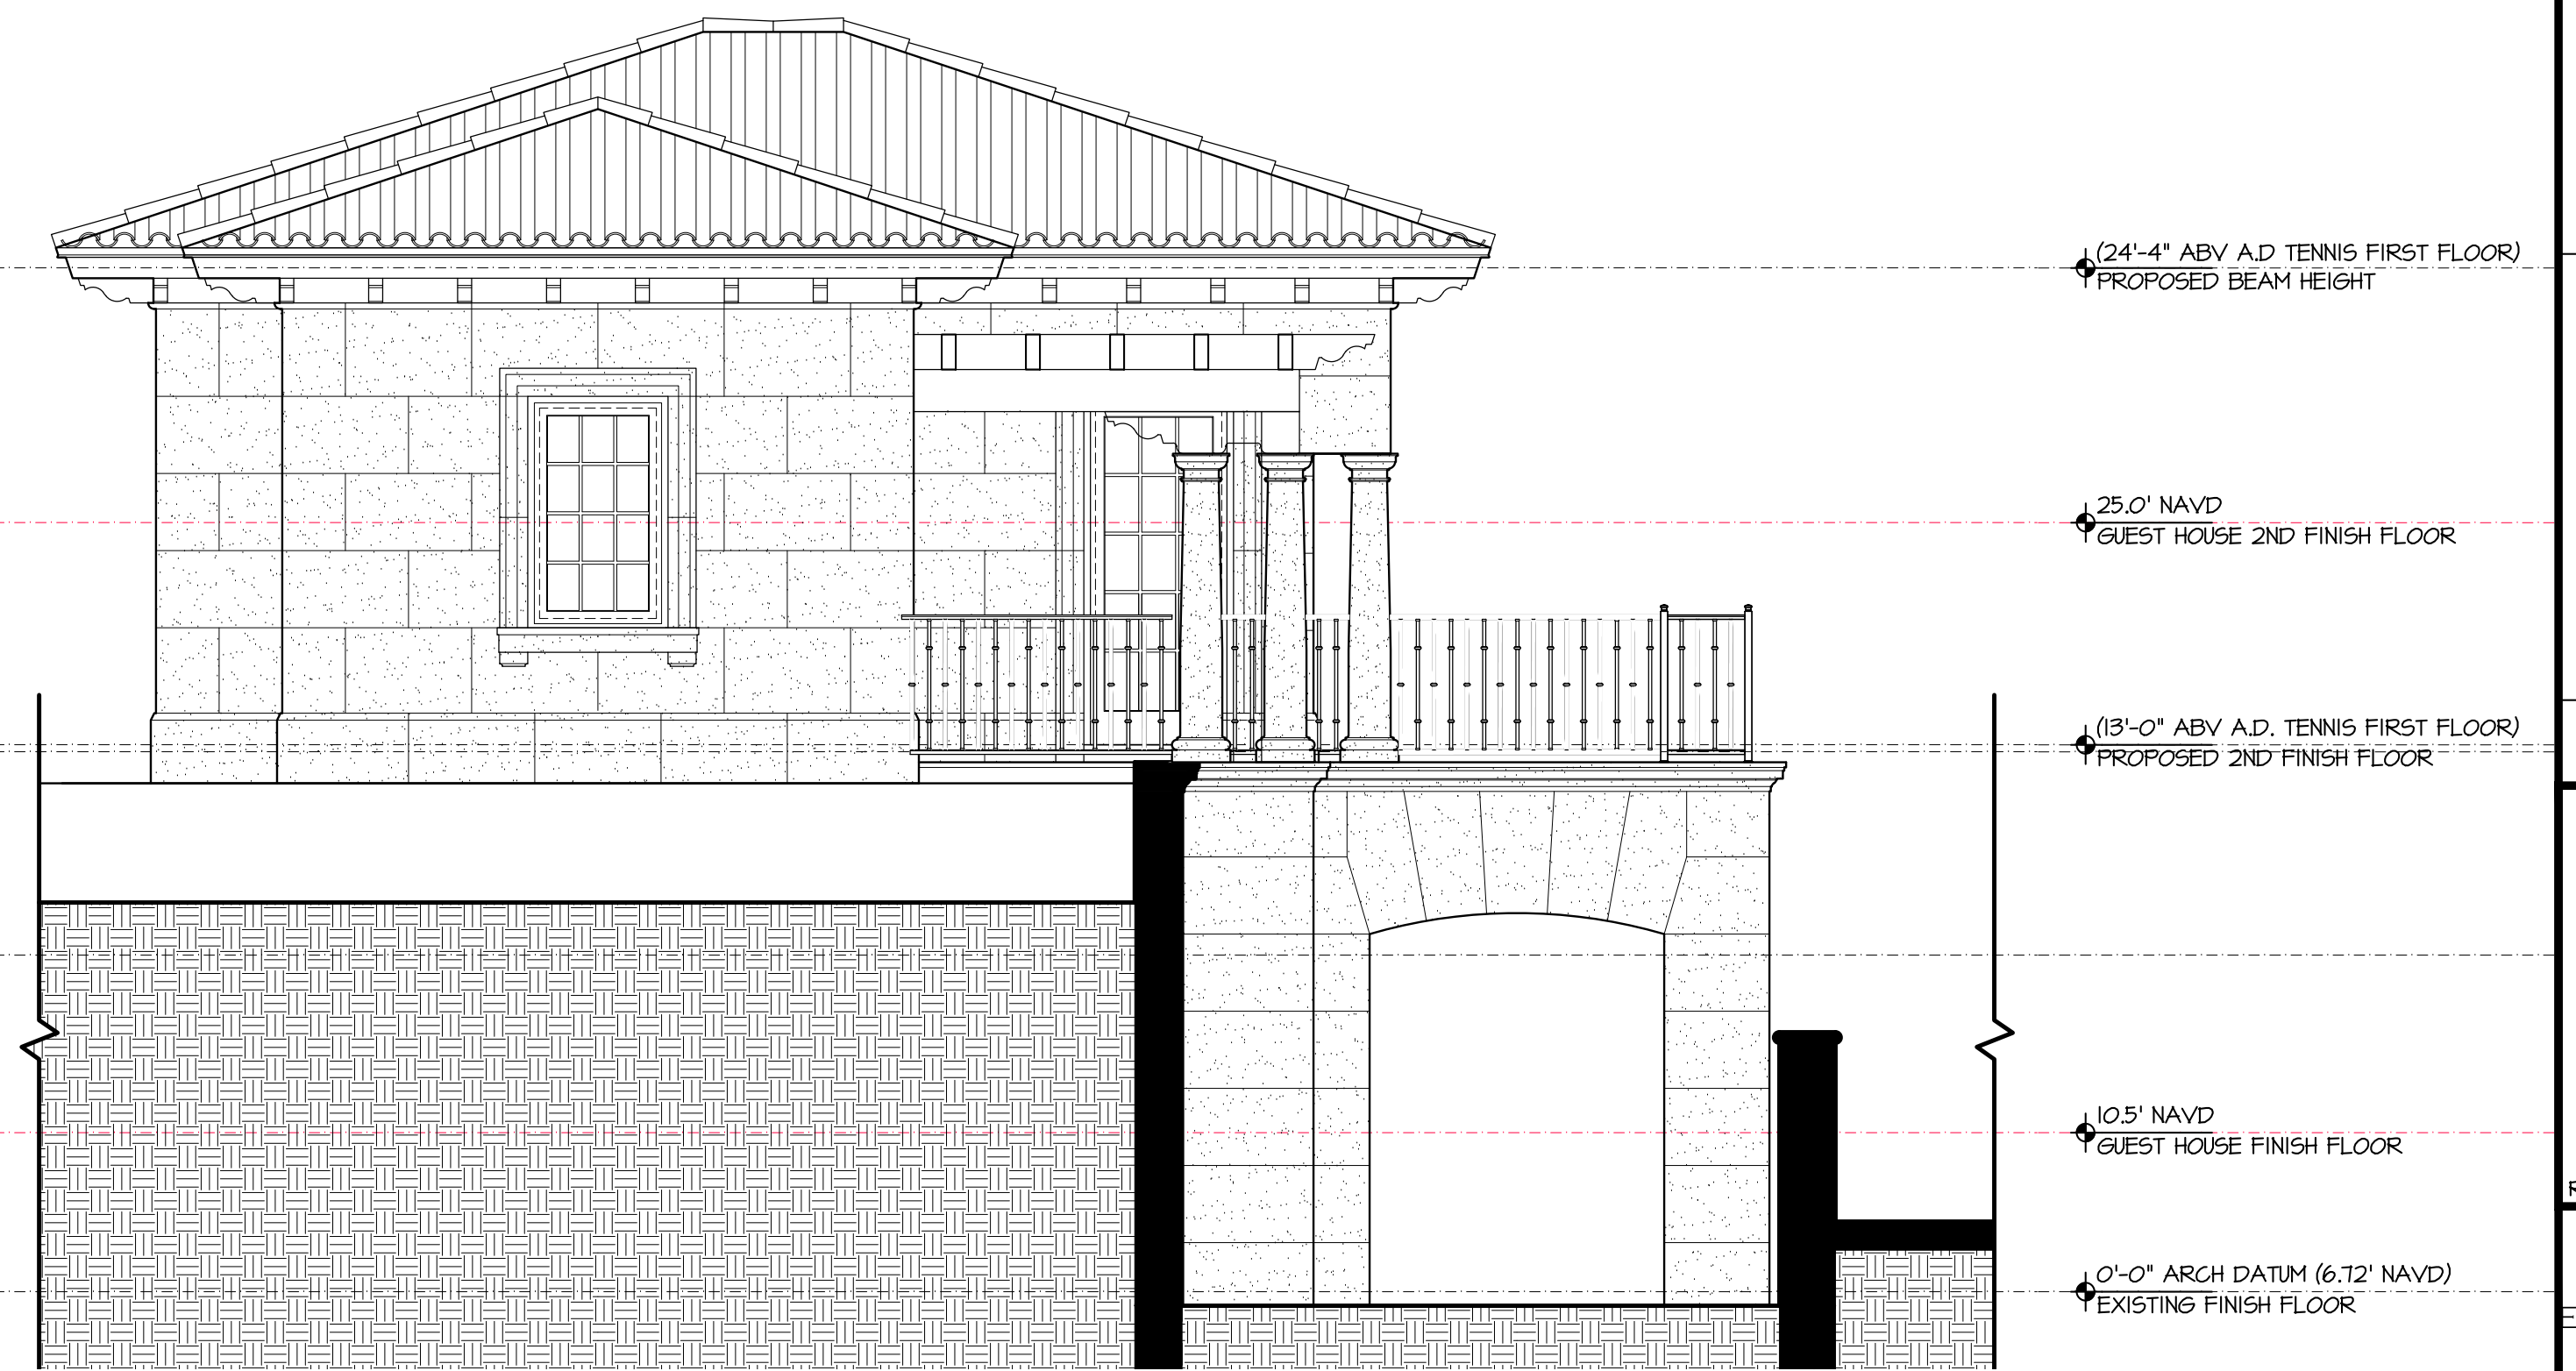 (24'-4" ABV A.D TENNIS FIRST FLOOR)
PROPOSED BEAM HEIGHT
25.0' NAVD
GUEST HOUSE 2ND FINISH FLOOR
(13'-0" ABV A.D. TENNIS FIRST FLOOR)
PROPOSED 2ND FINISH FLOOR
10.5' NAVD
GUEST HOUSE FINISH FLOOR
0'-0" ARCH DATUM (6.72' NAVD)
EXISTING FINISH FLOOR